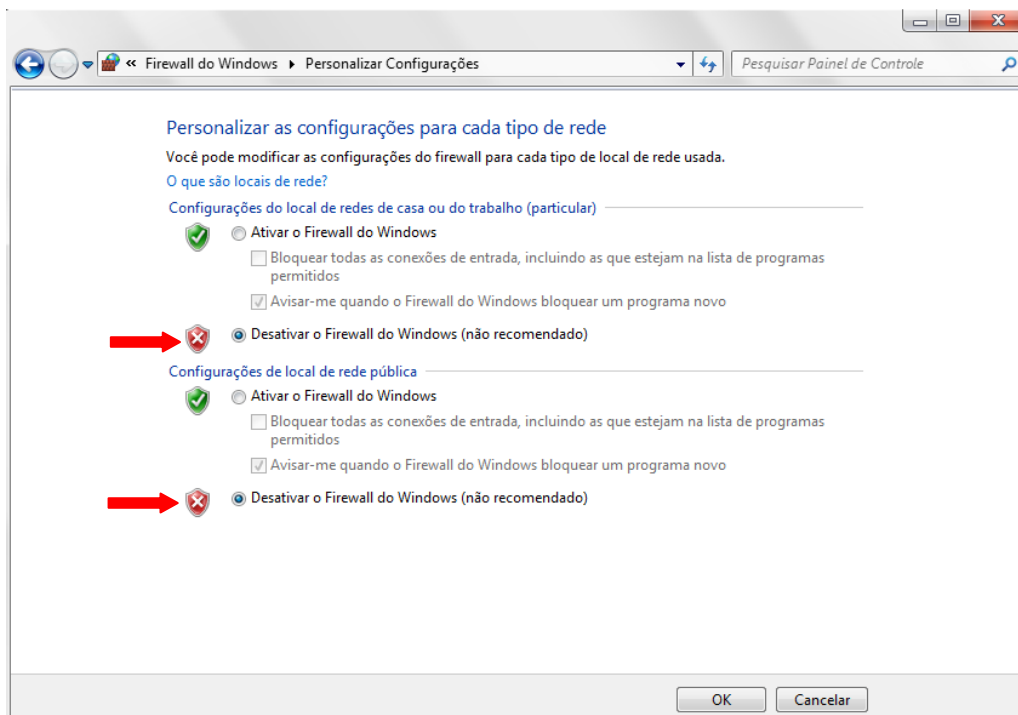 « Firewall do Windows ▸ Personalizar Configurações
Pesquisar Painel de Controle
Personalizar as configurações para cada tipo de rede
Você pode modificar as configurações do firewall para cada tipo de local de rede usada.
O que são locais de rede?
Configurações do local de redes de casa ou do trabalho (particular)
Ativar o Firewall do Windows
Bloquear todas as conexões de entrada, incluindo as que estejam na lista de programas
permitidos
Avisar-me quando o Firewall do Windows bloquear um programa novo
Desativar o Firewall do Windows (não recomendado)
Configurações de local de rede pública
Ativar o Firewall do Windows
Bloquear todas as conexões de entrada, incluindo as que estejam na lista de programas
permitidos
Avisar-me quando o Firewall do Windows bloquear um programa novo
Desativar o Firewall do Windows (não recomendado)
OK
Cancelar